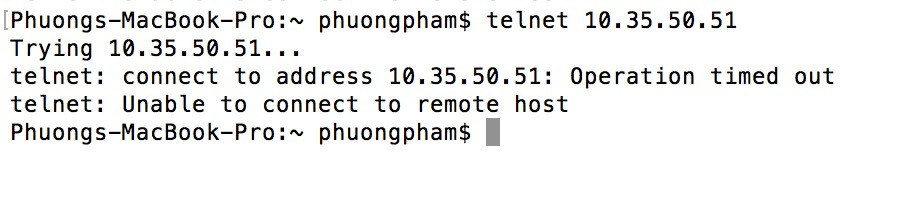 [Phuongs-MacBook-Pro:~ phuongpham$ telnet 10.35.50.51
Trying 10.35.50.51...
telnet: connect to address 10.35.50.51: Operation timed out
telnet: Unable to connect to remote host
Phuongs-MacBook-Pro:~ phuongpham$